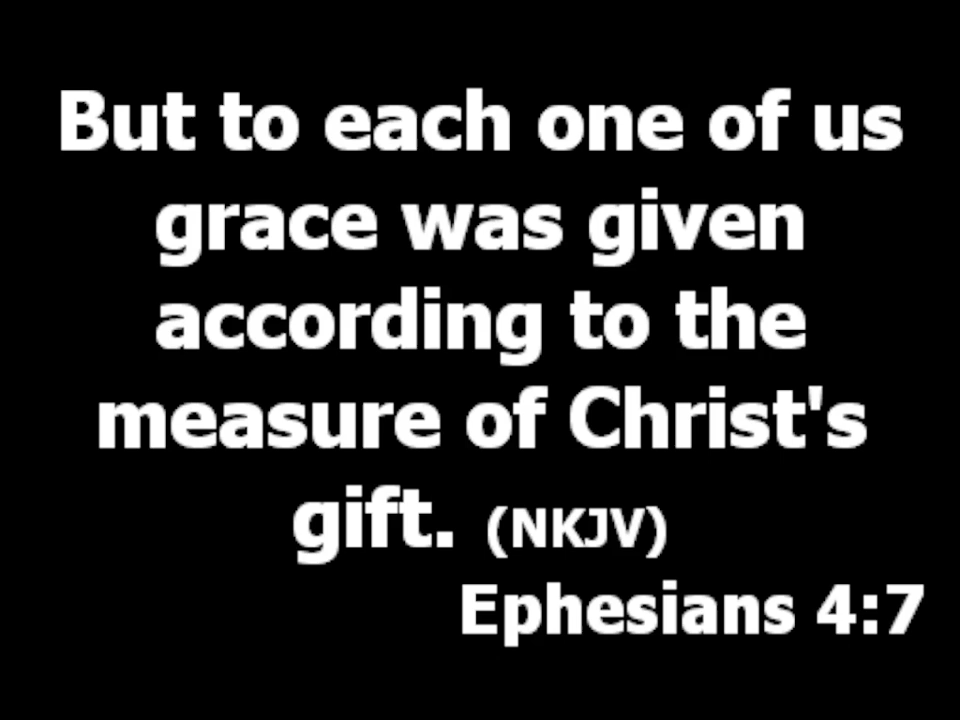 But to each one of us
grace was given
according to the
measure of Christ's
gift. (NKJV)
Ephesians 4:7